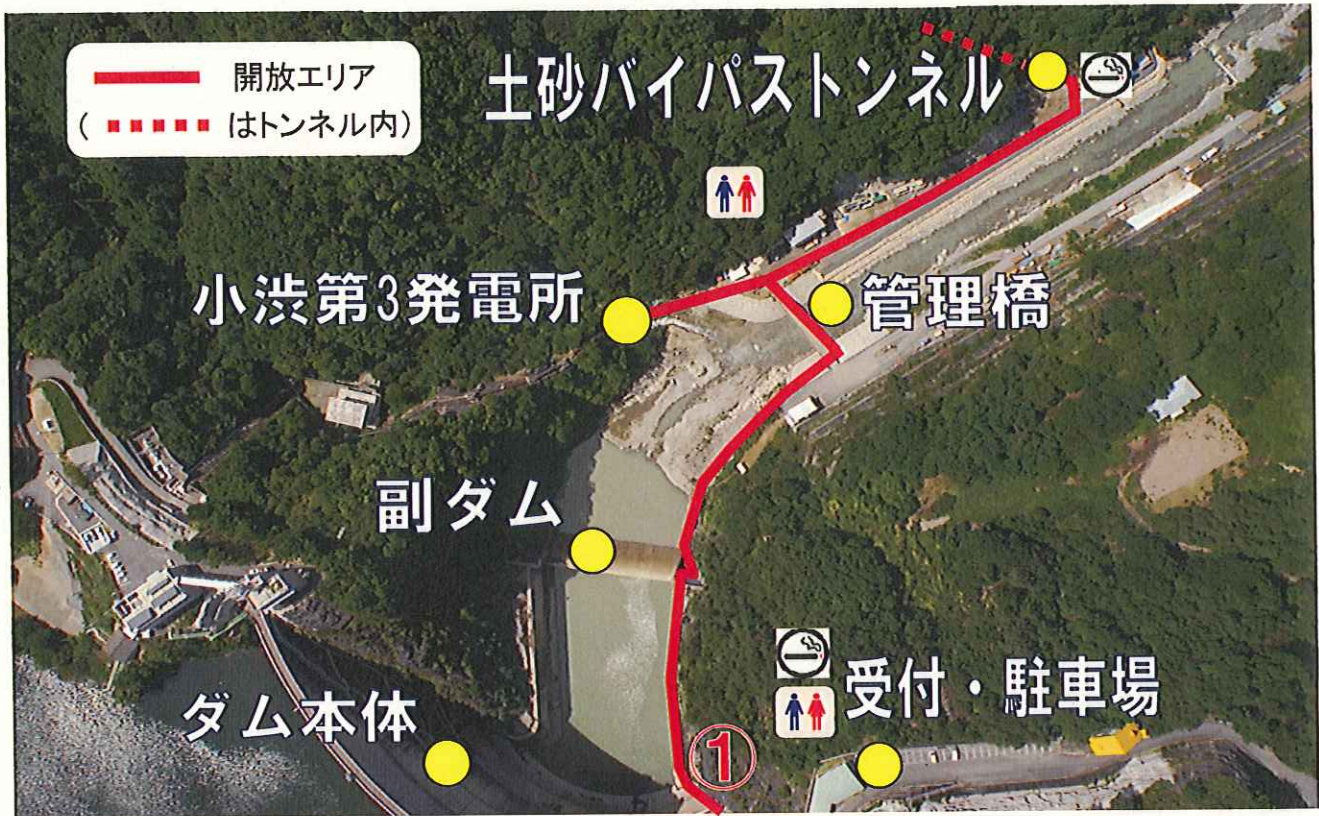 開放エリア
( はトンネル内)
土砂バイパストンネル
小渋第3発電所
管理橋
副ダム
受付・駐車場
ダム本体
①